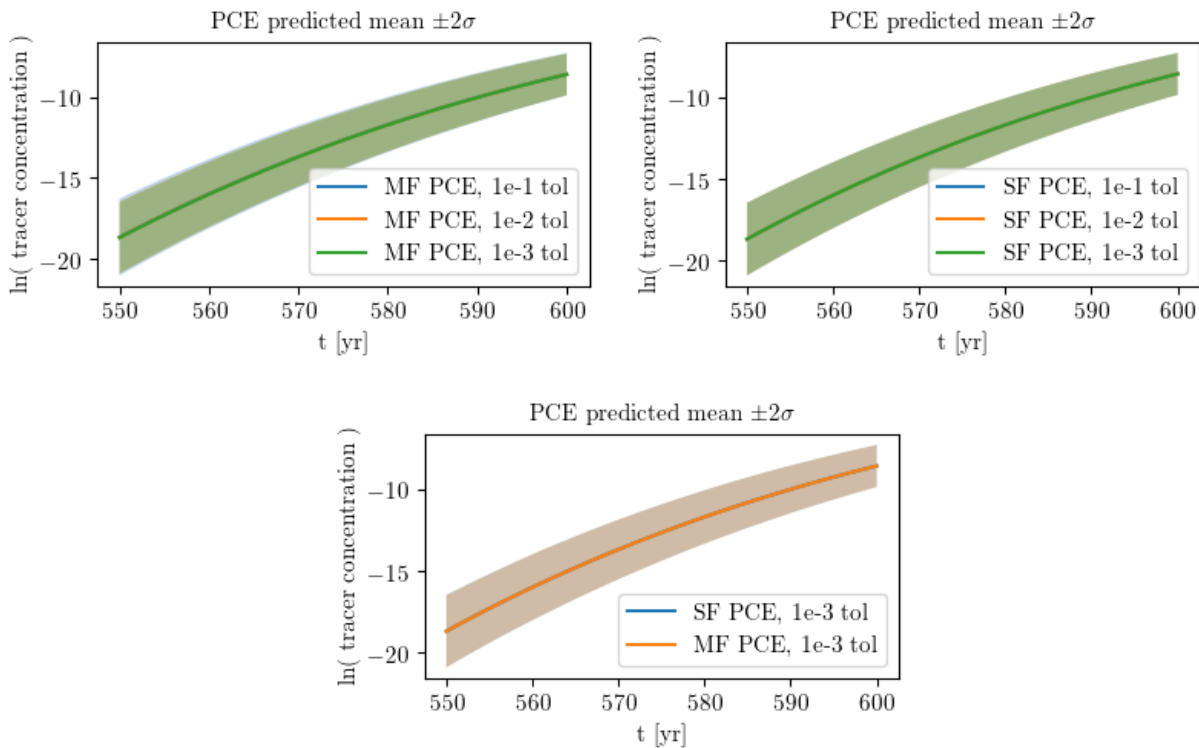 PCE predicted mean ±2σ
ln( tracer concentration )
−10
−15
−20
MF PCE, 1e-1 tol
MF PCE, 1e-2 tol
MF PCE, 1e-3 tol
550 560 570 580 590 600
t [yr]
PCE predicted mean ±2σ
ln( tracer concentration )
−10
−15
−20
SF PCE, 1e-1 tol
SF PCE, 1e-2 tol
SF PCE, 1e-3 tol
550 560 570 580 590 600
t [yr]
PCE predicted mean ±2σ
ln( tracer concentration )
−10
−15
−20
SF PCE, 1e-3 tol
MF PCE, 1e-3 tol
550 560 570 580 590 600
t [yr]